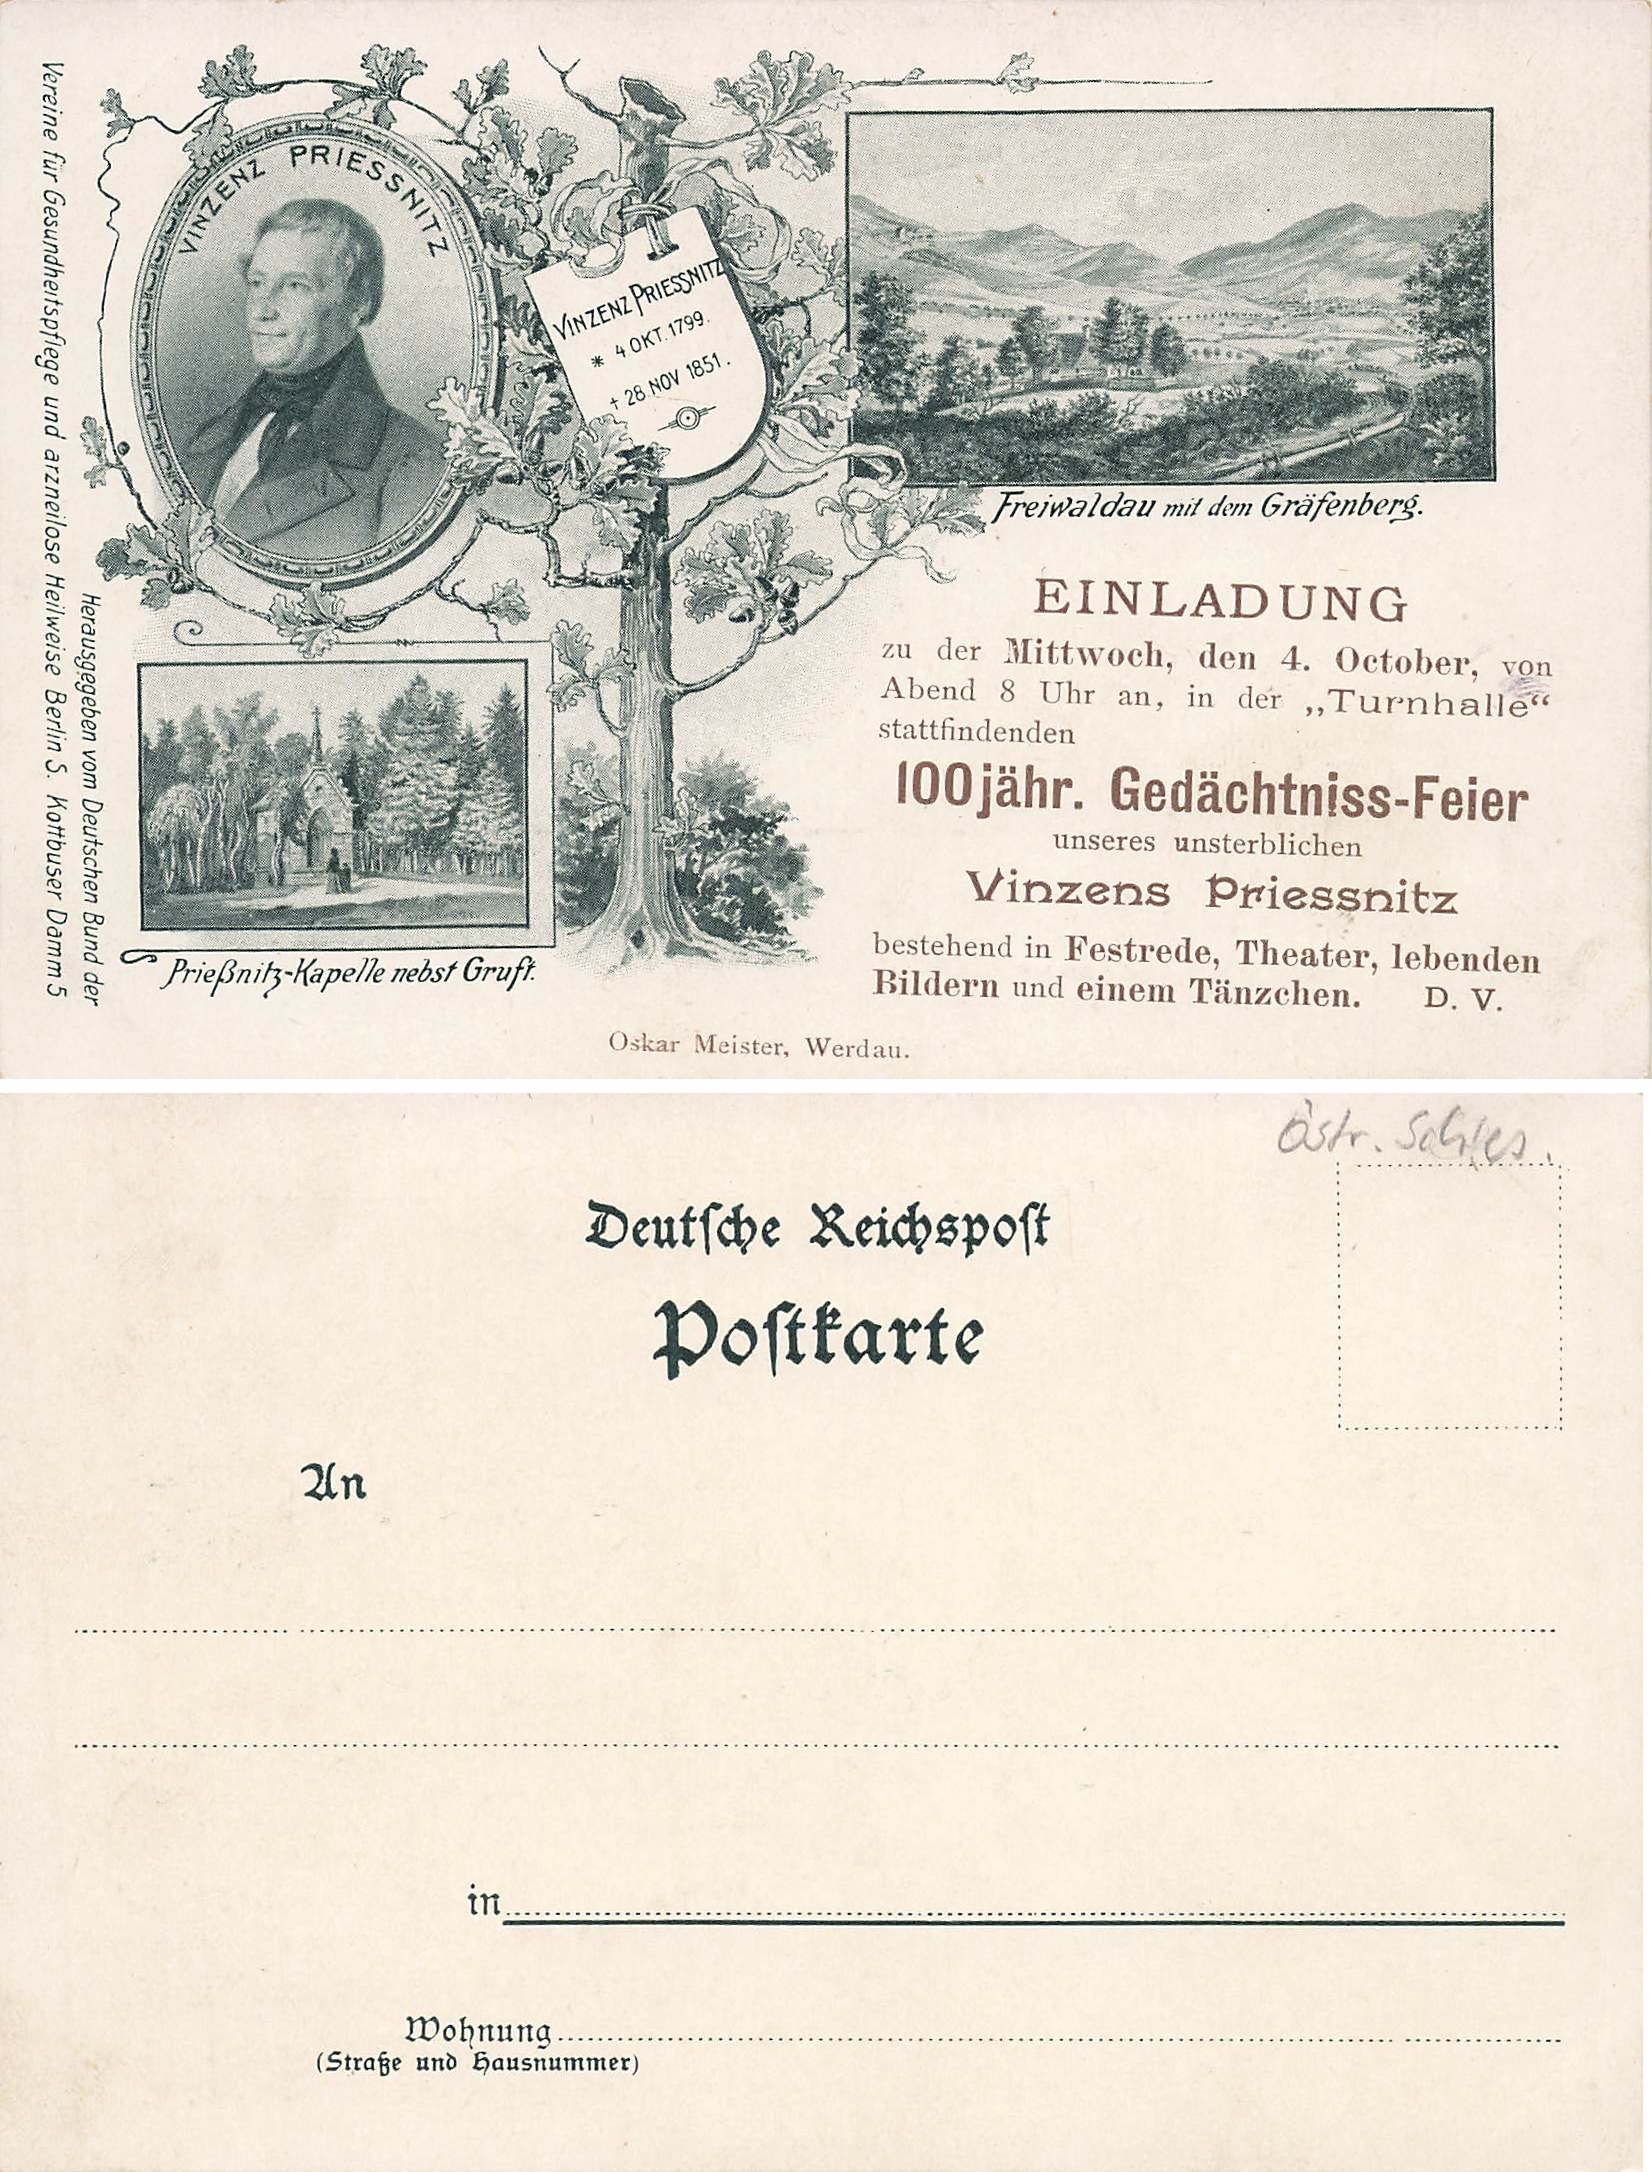 Vereine für Gesundheitspflege und arzneilose Heilweise Berlin S. Kottbuser Damm 5
Herausgegeben vom Deutschen Bund der
VINZENZ PRIESSNITZ
VINZENZ PRIESSNITZ
* 4 OKT. 1799.
† 28 NOV 1851.
Freiwaldau mit dem Gräfenberg.
Prießnitz-Kapelle nebst Gruft.
EINLADUNG
zu der Mittwoch, den 4. October, von
Abend 8 Uhr an, in der „Turnhalle“
stattfindenden
100jähr. Gedächtniss-Feier
unseres unsterblichen
Vinzens Priessnitz
bestehend in Festrede, Theater, lebenden
Bildern und einem Tänzchen. D. V.
Oskar Meister, Werdau.
Östr. Schles.
Deutſche Reichspoſt
Poſtkarte
An
in
Wohnung
(Straße und Hausnummer)